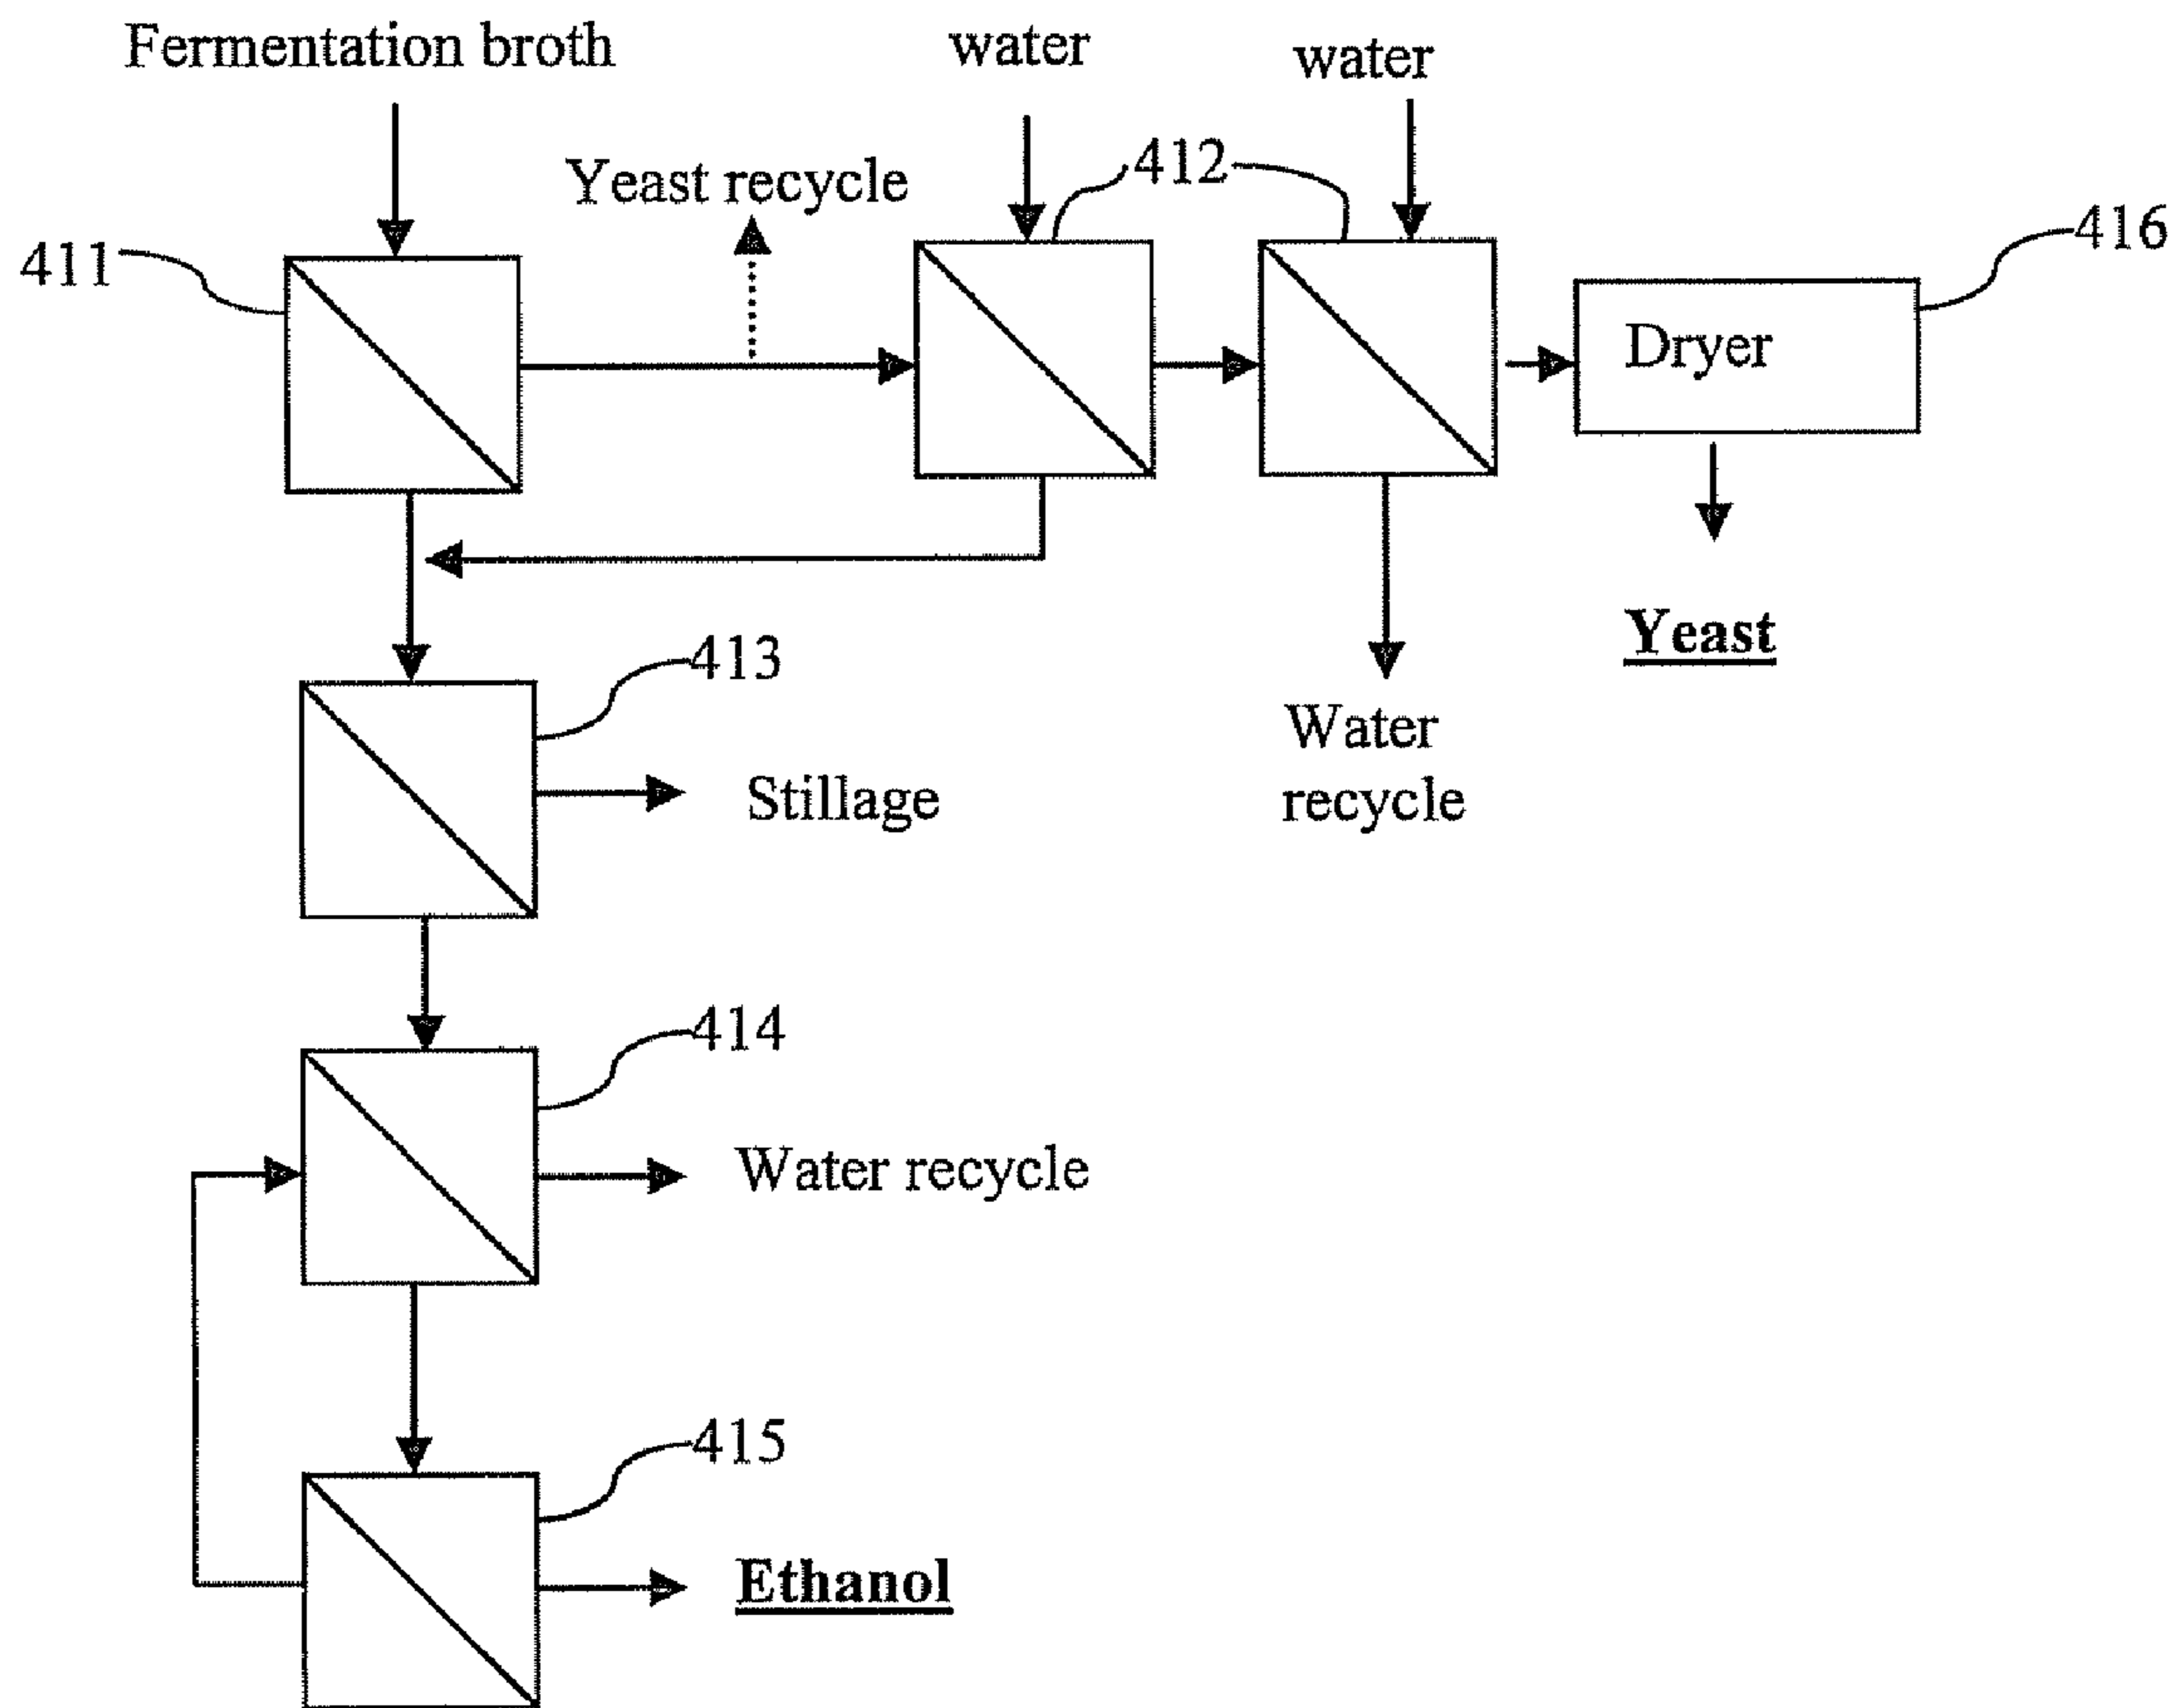 Fermentation broth
water
water
Yeast recycle
412
411
416
Dryer
Yeast
413
Water
recycle
Stillage
414
Water recycle
415
Ethanol